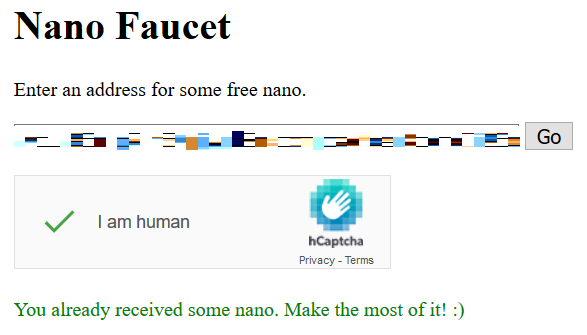 Nano Faucet
Enter an address for some free nano.
Go
I am human
hCaptcha
Privacy - Terms
You already received some nano. Make the most of it! :)